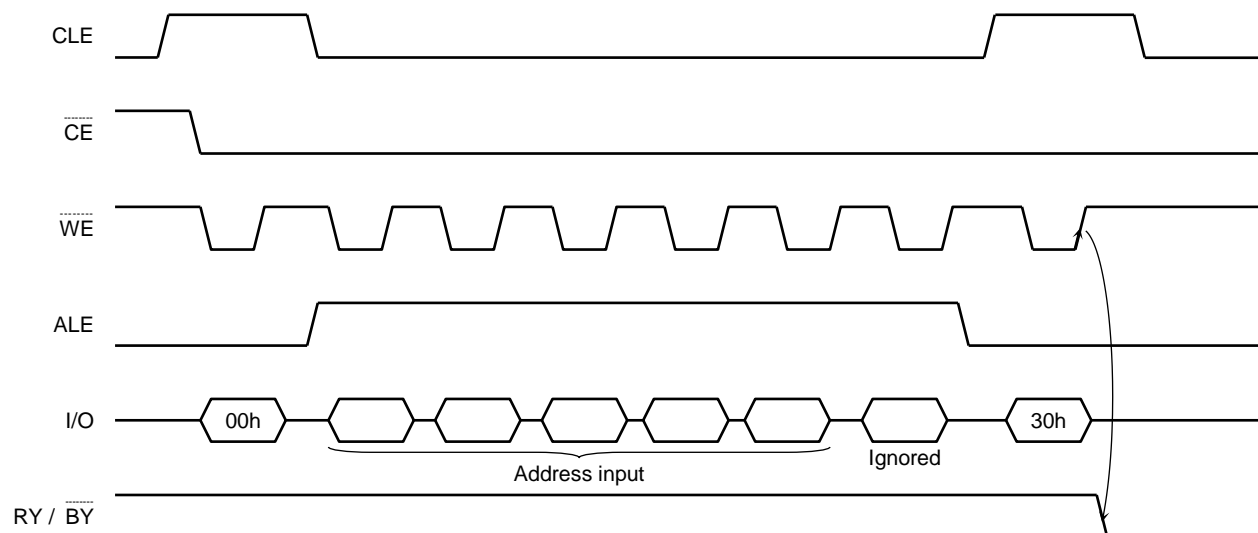 CLE
CE
WE
ALE
I/O 00h 30h
Address input Ignored
RY / BY